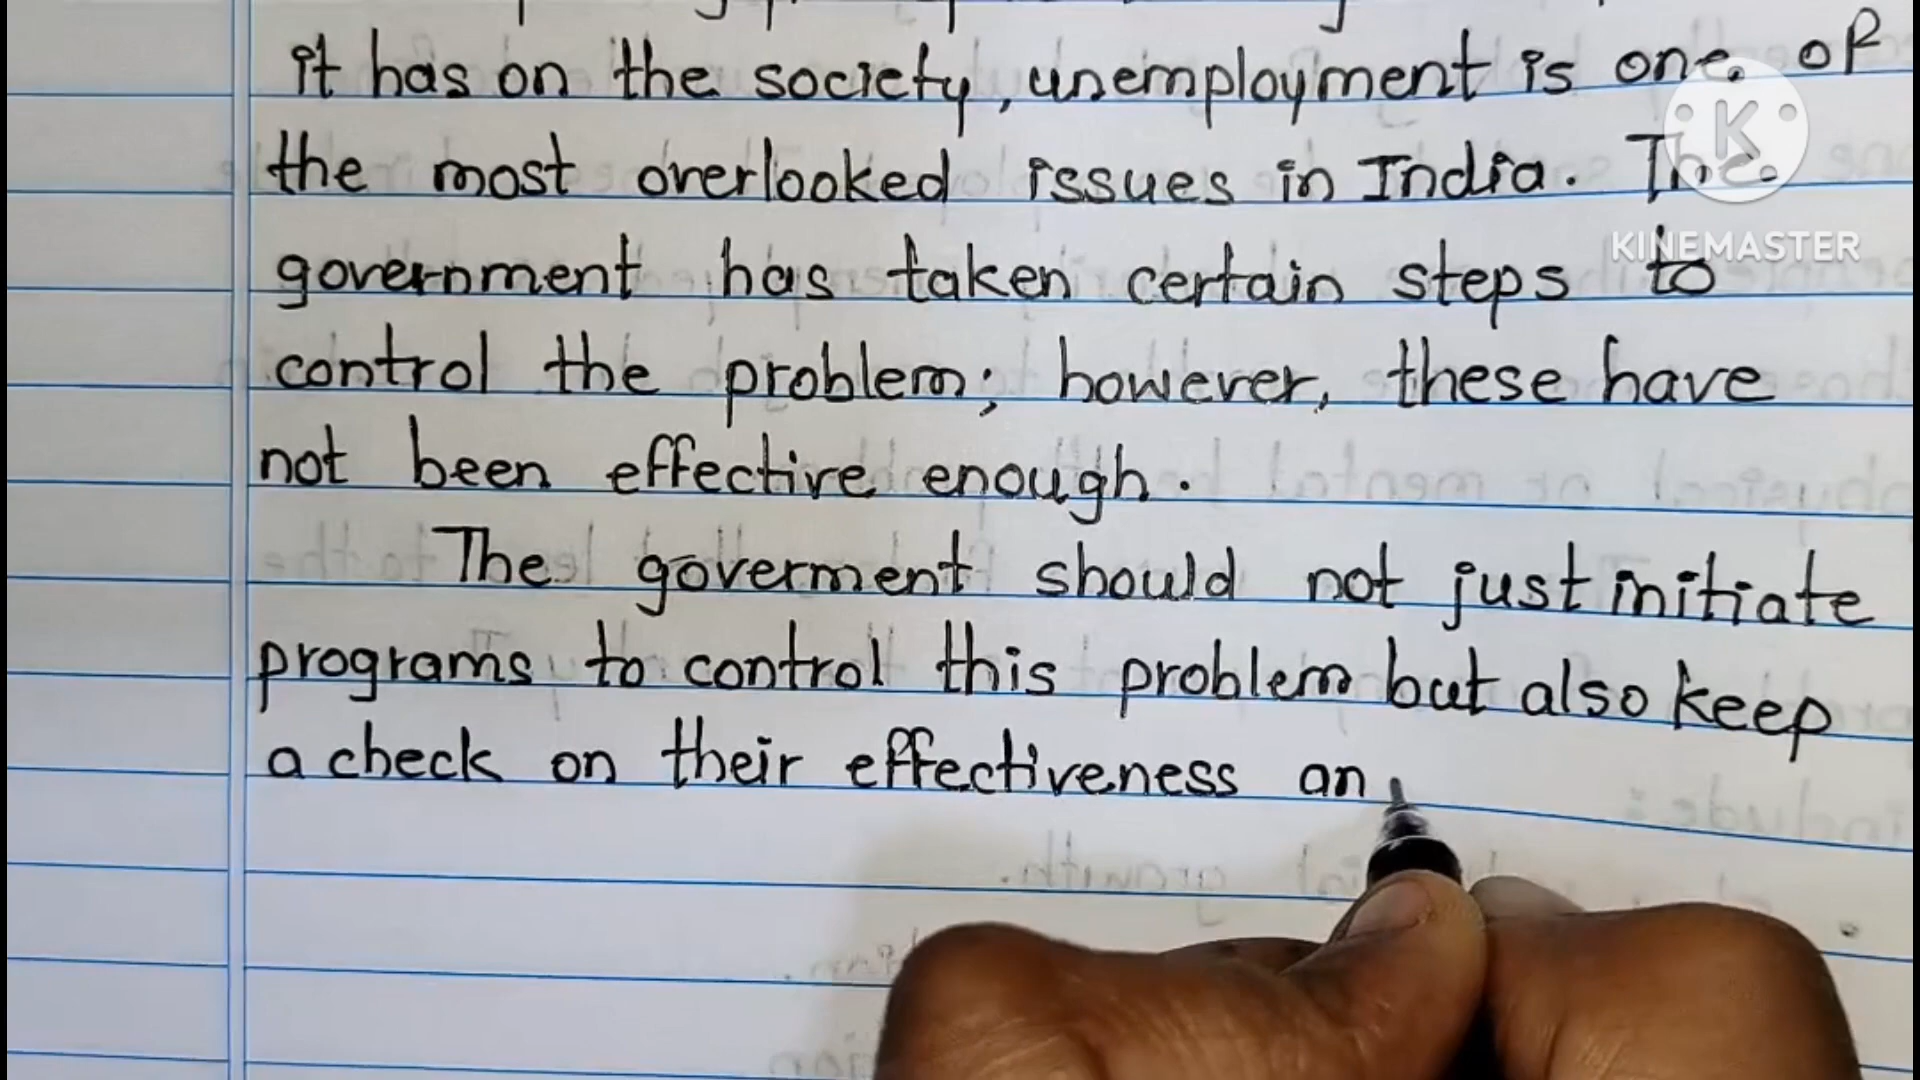 it has on the society, unemployment is one of
the most overlooked issues in India. The
KINEMASTER
government has taken certain steps to
control the problem; however, these have
not been effective enough.
The goverment should not just initiate
programs to control this problem but also keep
a check on their effectiveness an